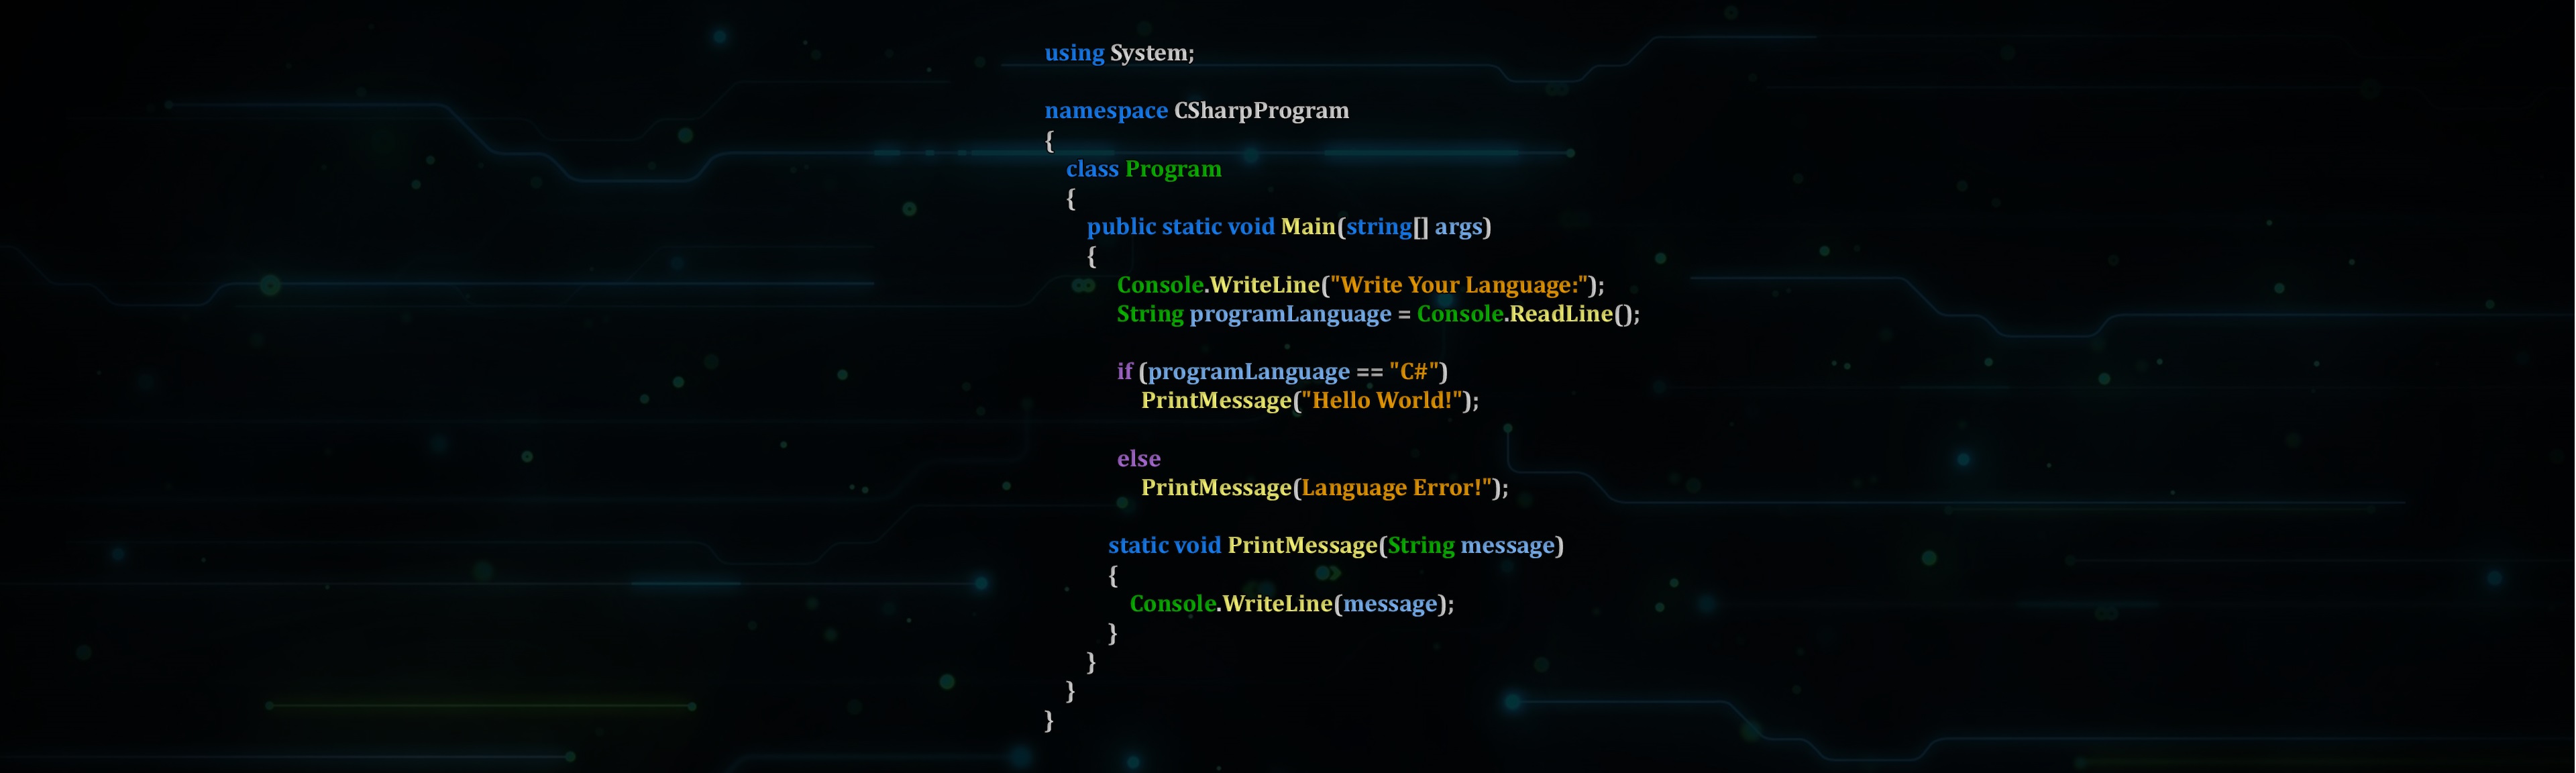 using System;
namespace CSharpProgram
{
class Program
{
public static void Main(string[] args)
{
Console.WriteLine("Write Your Language:");
String programLanguage = Console.ReadLine();
if (programLanguage == "C#")
PrintMessage("Hello World!");
else
PrintMessage(Language Error!");
static void PrintMessage(String message)
{
Console.WriteLine(message);
}
}
}
}